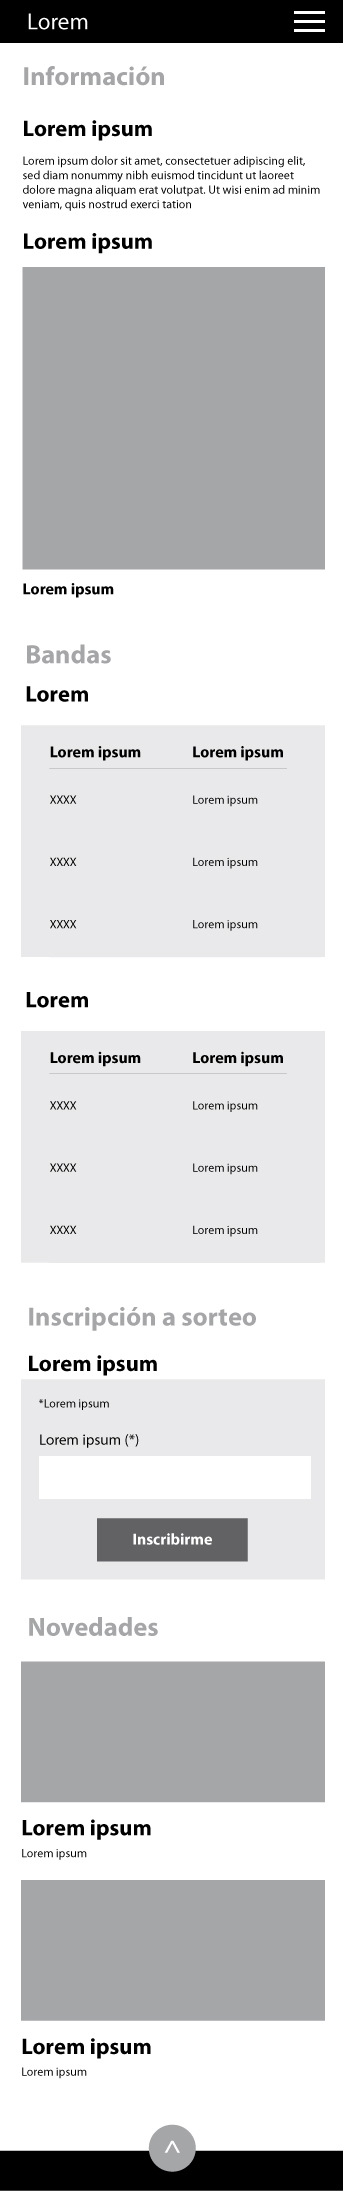 Lorem
Información
Lorem ipsum
Lorem ipsum dolor sit amet, consectetuer adipiscing elit,
sed diam nonummy nibh euismod tincidunt ut laoreet
dolore magna aliquam erat volutpat. Ut wisi enim ad minim
veniam, quis nostrud exerci tation
Lorem ipsum
Lorem ipsum
Bandas
Lorem
Lorem ipsum Lorem ipsum
XXXX Lorem ipsum
XXXX Lorem ipsum
XXXX Lorem ipsum
Lorem
Lorem ipsum Lorem ipsum
XXXX Lorem ipsum
XXXX Lorem ipsum
XXXX Lorem ipsum
Inscripción a sorteo
Lorem ipsum
*Lorem ipsum
Lorem ipsum (*)
Inscribirme
Novedades
Lorem ipsum
Lorem ipsum
Lorem ipsum
Lorem ipsum
^